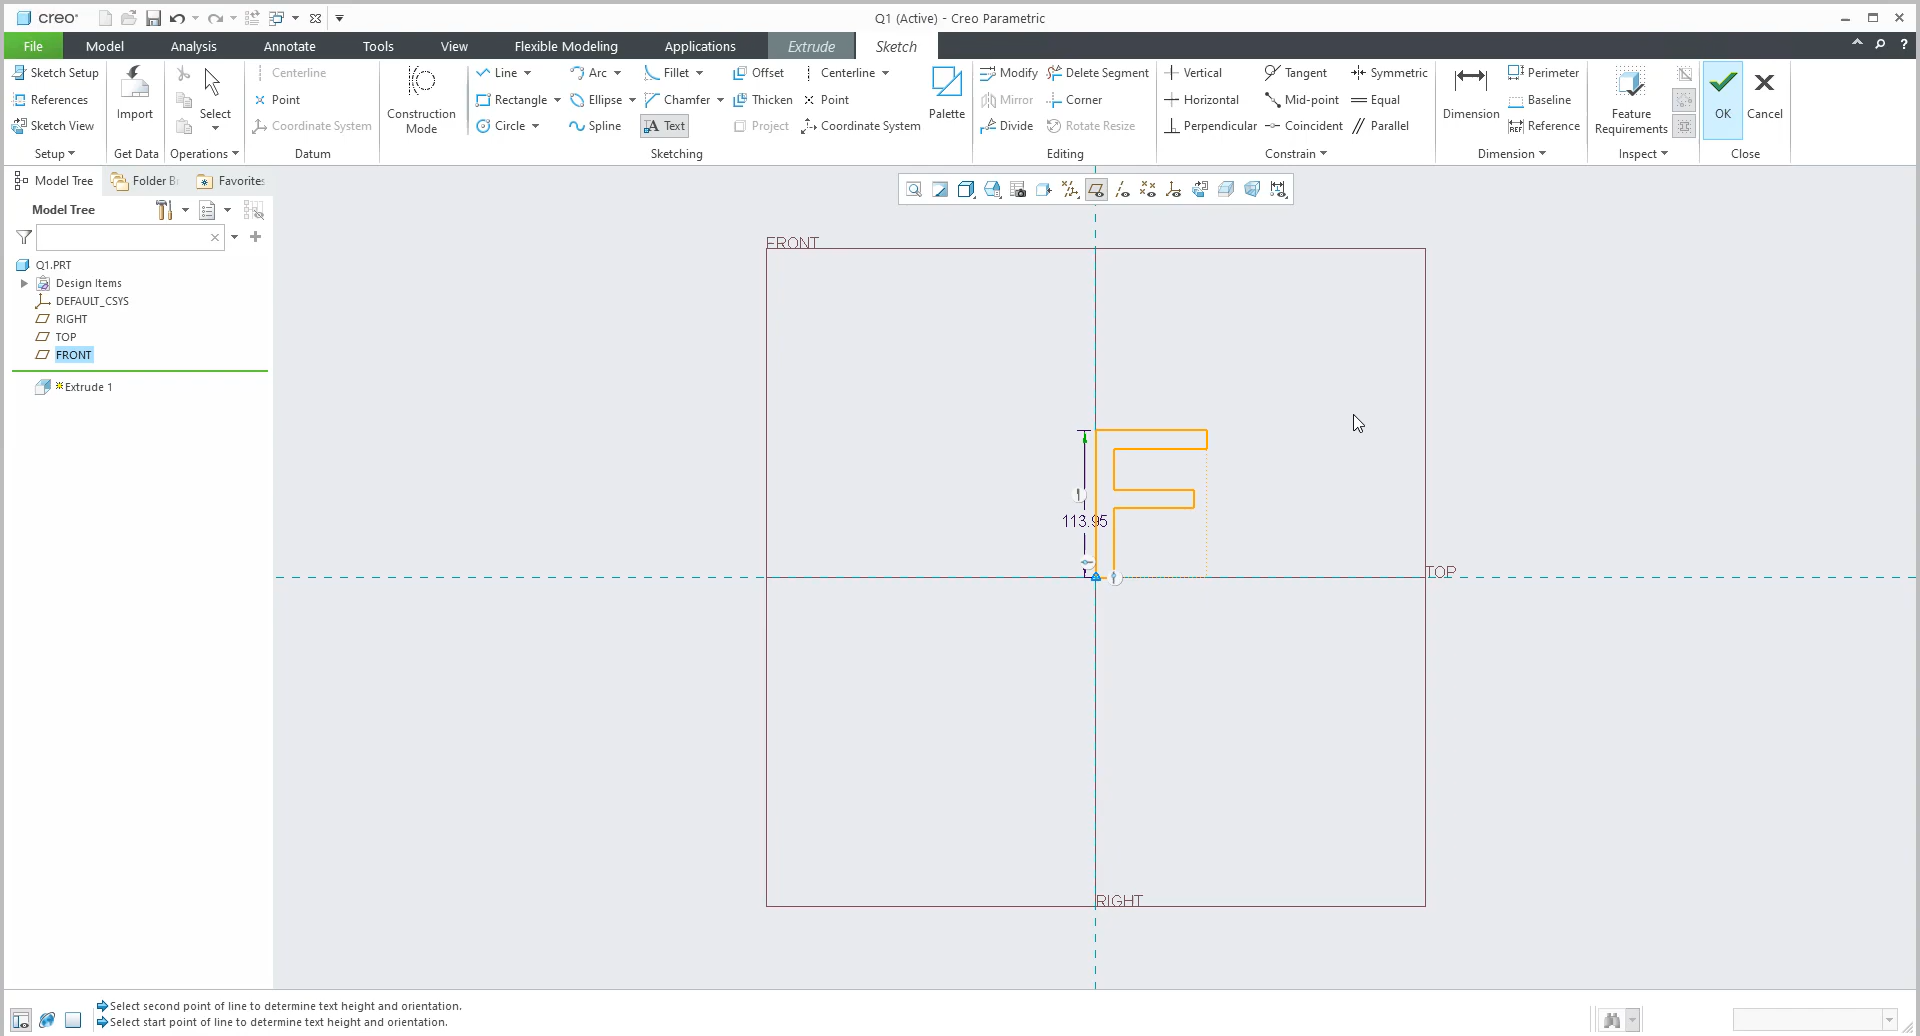 creo° Q1 (Active) - Creo Parametric
File Model Analysis Annotate Tools View Flexible Modeling Applications Extrude Sketch
Sketch Setup Centerline Line Arc Fillet Offset Centerline Modify Delete Segment Vertical Tangent Symmetric Perimeter
References Import Select Point Construction Mode Rectangle Ellipse Chamfer Thicken Point Palette Mirror Corner Horizontal Mid-point Equal Dimension Baseline Feature Requirements OK Cancel
Sketch View Coordinate System Circle Spline Text Project Coordinate System Divide Rotate Resize Perpendicular Coincident Parallel Reference
Setup Get Data Operations Datum Sketching Editing Constrain Dimension Inspect Close
Model Tree Folder B Favorites
Model Tree
Q1.PRT
Design Items
DEFAULT_CSYS
RIGHT
TOP
FRONT
Extrude 1
FRONT
F
113.95
TOP
RIGHT
Select second point of line to determine text height and orientation.
Select start point of line to determine text height and orientation.